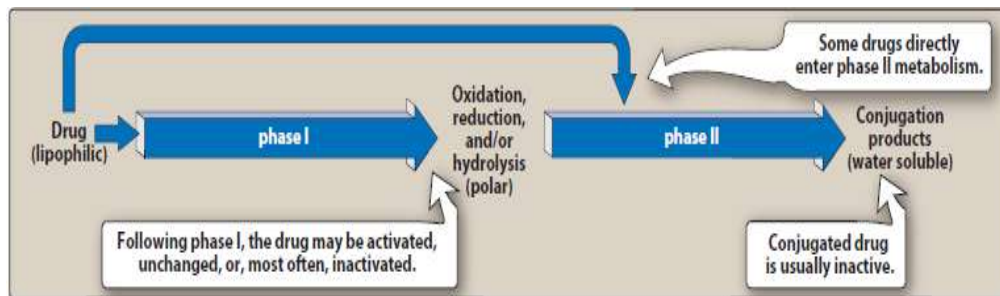 Some drugs directly
enter phase II metabolism.
Drug
(lipophilic)
phase I
Oxidation,
reduction,
and/or
hydrolysis
(polar)
phase II
Conjugation
products
(water soluble)
Following phase I, the drug may be activated,
unchanged, or, most often, inactivated.
Conjugated drug
is usually inactive.